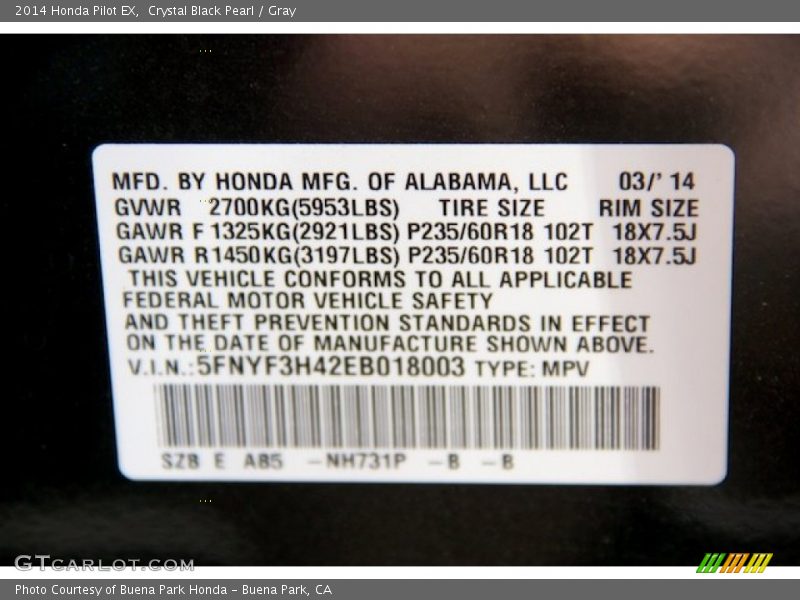 2014 Honda Pilot EX,  Crystal Black Pearl / Gray
MFD. BY HONDA MFG. OF ALABAMA, LLC 03/' 14
GVWR 2700KG(5953LBS) TIRE SIZE RIM SIZE
GAWR F 1325KG(2921LBS) P235/60R18 102T 18X7.5J
GAWR R1450KG(3197LBS) P235/60R18 102T 18X7.5J
THIS VEHICLE CONFORMS TO ALL APPLICABLE
FEDERAL MOTOR VEHICLE SAFETY
AND THEFT PREVENTION STANDARDS IN EFFECT
ON THE DATE OF MANUFACTURE SHOWN ABOVE.
V.I.N.: 5FNYF3H42EB018003 TYPE: MPV
SZB E A85 -NH731P -B -B
GTcarlot.com
Photo Courtesy of Buena Park Honda - Buena Park, CA